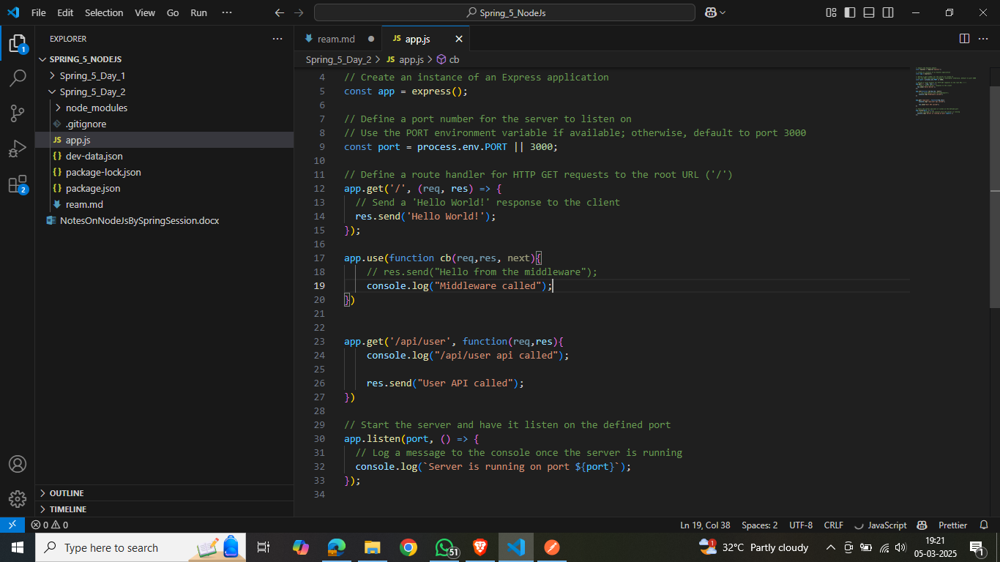 File Edit Selection View Go Run ··· Spring_5_NodeJs
EXPLORER ···
SPRING_5_NODEJS
Spring_5_Day_1
Spring_5_Day_2
node_modules
.gitignore
JS app.js
{} dev-data.json
{} package-lock.json
{} package.json
ream.md
NotesOnNodeJsBySpringSession.docx
OUTLINE
TIMELINE
1
2
ream.md JS app.js
Spring_5_Day_2 > JS app.js > cb
4 // Create an instance of an Express application
5 const app = express();
6
7 // Define a port number for the server to listen on
8 // Use the PORT environment variable if available; otherwise, default to port 3000
9 const port = process.env.PORT || 3000;
10
11 // Define a route handler for HTTP GET requests to the root URL ('/')
12 app.get('/', (req, res) => {
13 // Send a 'Hello World!' response to the client
14 res.send('Hello World!');
15 });
16
17 app.use(function cb(req,res, next){
18 // res.send("Hello from the middleware");
19 console.log("Middleware called");
20 })
21
22
23 app.get('/api/user', function(req,res){
24 console.log("/api/user api called");
25
26 res.send("User API called");
27 })
28
29 // Start the server and have it listen on the defined port
30 app.listen(port, () => {
31 // Log a message to the console once the server is running
32 console.log(`Server is running on port ${port}`);
33 });
34
0 0 Ln 19, Col 38 Spaces: 2 UTF-8 CRLF JavaScript Prettier
Type here to search 51 1 32°C Partly cloudy 19:21
05-03-2025 1